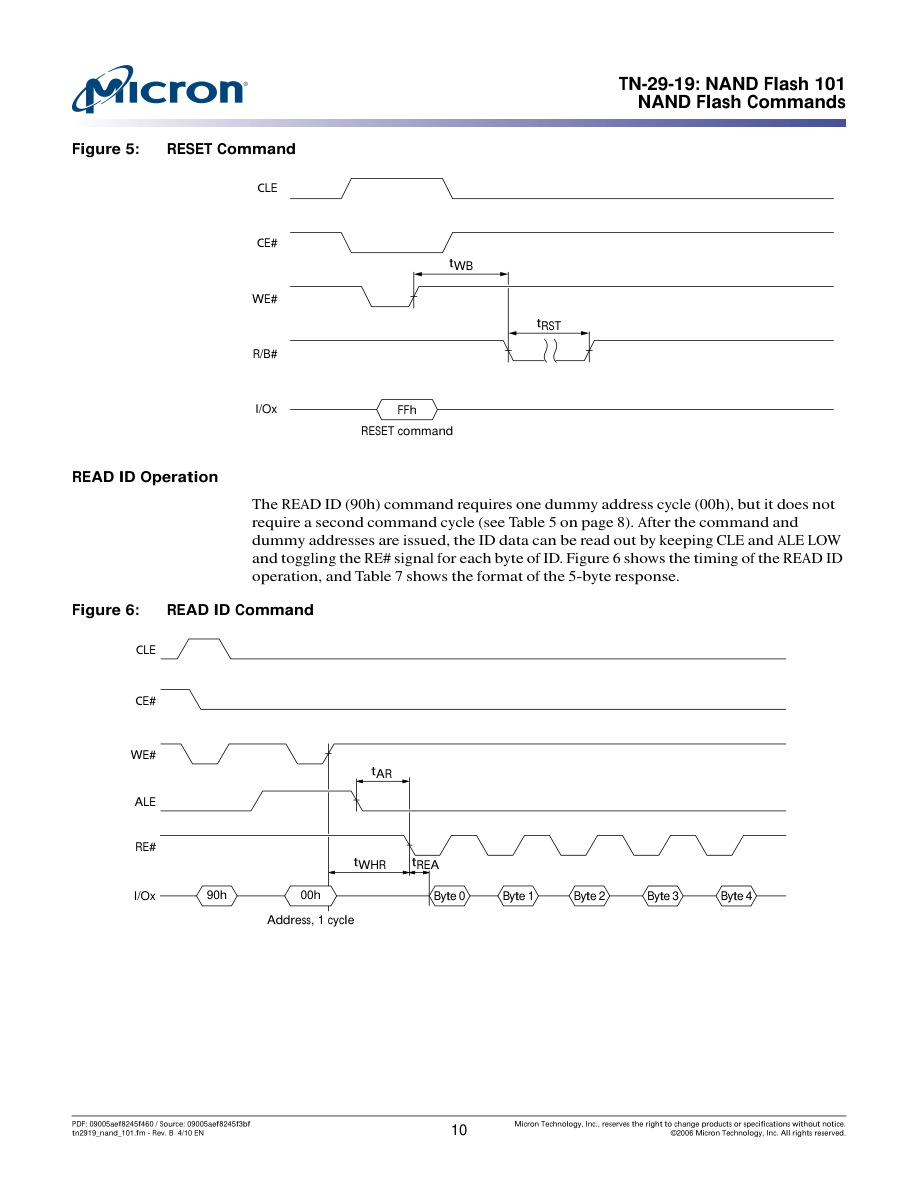 Micron®
TN-29-19: NAND Flash 101
NAND Flash Commands
Figure 5: RESET Command
CLE
CE#
tWB
WE#
tRST
R/B#
I/Ox
FFh
RESET command
READ ID Operation
The READ ID (90h) command requires one dummy address cycle (00h), but it does not
require a second command cycle (see Table 5 on page 8). After the command and
dummy addresses are issued, the ID data can be read out by keeping CLE and ALE LOW
and toggling the RE# signal for each byte of ID. Figure 6 shows the timing of the READ ID
operation, and Table 7 shows the format of the 5-byte response.
Figure 6: READ ID Command
CLE
CE#
WE#
tAR
ALE
RE#
tWHR tREA
I/Ox 90h 00h Byte 0 Byte 1 Byte 2 Byte 3 Byte 4
Address, 1 cycle
PDF: 09005aef8245f460 / Source: 09005aef8245f3bf
tn2919_nand_101.fm - Rev. B 4/10 EN
10
Micron Technology, Inc., reserves the right to change products or specifications without notice.
©2006 Micron Technology, Inc. All rights reserved.